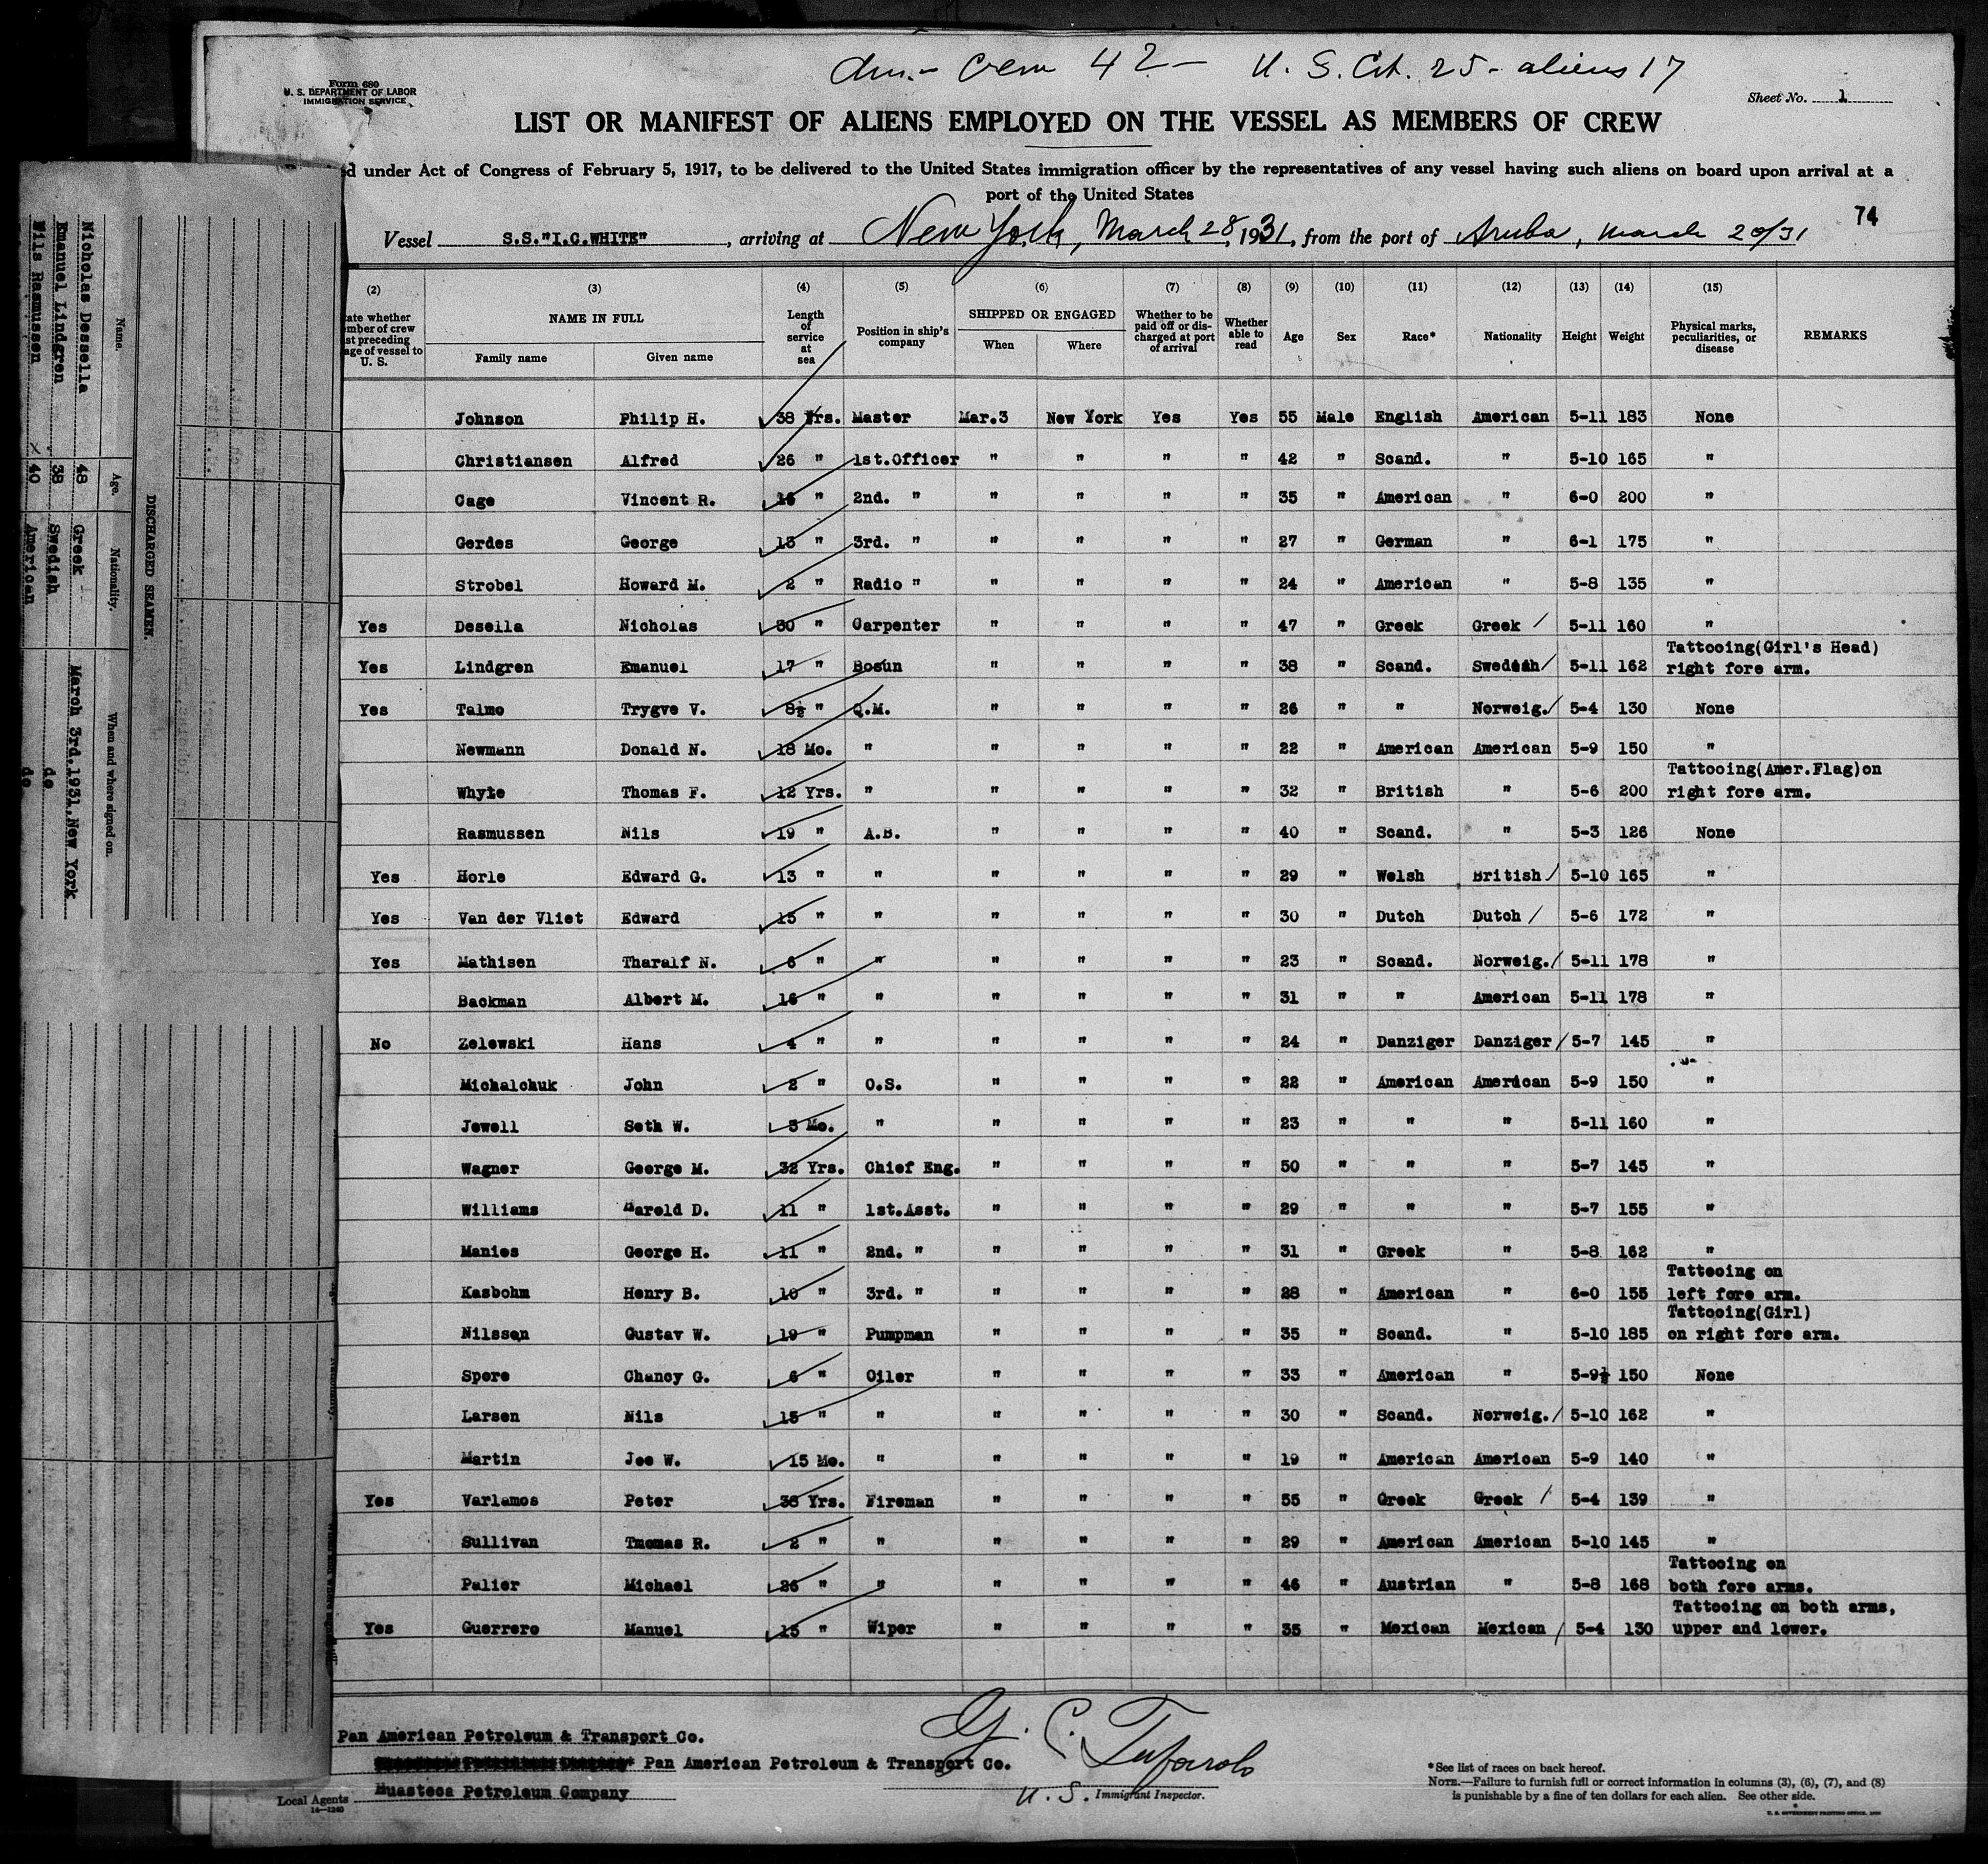 Crew 42 — U. S. Cit. 25 - aliens 17
Form 680
U. S. DEPARTMENT OF LABOR
IMMIGRATION SERVICE
Sheet No. 1
LIST OR MANIFEST OF ALIENS EMPLOYED ON THE VESSEL AS MEMBERS OF CREW
d under Act of Congress of February 5, 1917, to be delivered to the United States immigration officer by the representatives of any vessel having such aliens on board upon arrival at a
port of the United States
74
Vessel S.S."I.C.WHITE", arriving at New York, March 28, 1931, from the port of Aruba, March 20/31
(2) (3) (4) (5) (6) (7) (8) (9) (10) (11) (12) (13) (14) (15)
ate whether
mber of crew
st preceding
age of vessel to
U. S.
NAME IN FULL
Family name Given name
Length
of
service
at
sea
Position in ship's
company
SHIPPED OR ENGAGED
When Where
Whether to be
paid off or dis-
charged at port
of arrival
Whether
able to
read
Age Sex Race* Nationality Height Weight
Physical marks,
peculiarities, or
disease
REMARKS
Johnson Philip H. 38 Yrs. Master Mar.3 New York Yes Yes 55 Male English American 5-11 183 None
Christiansen Alfred 26 " 1st.Officer " " " " 42 " Scand. " 5-10 165 "
Gage Vincent R. 16 " 2nd. " " " " " 35 " American " 6-0 200 "
Gerdes George 13 " 3rd. " " " " " 27 " German " 6-1 175 "
Strobel Howard M. 2 " Radio " " " " " 24 " American " 5-8 135 "
Yes Desella Nicholas 30 " Carpenter " " " " 47 " Greek Greek / 5-11 160 "
Yes Lindgren Emanuel 17 " Bosun " " " " 38 " Scand. Swedish / 5-11 162 Tattooing(Girl's Head)
right fore arm.
Yes Talmo Trygve V. 8½ " Q.M. " " " " 26 " " Norweig. / 5-4 130 None
Newmann Donald N. 18 Mo. " " " " " 22 " American American 5-9 150 "
Whyte Thomas F. 12 Yrs. " " " " " 32 " British " 5-6 200 Tattooing(Amer.Flag)on
right fore arm.
Rasmussen Nils 19 " A.B. " " " " 40 " Scand. " 5-3 126 None
Yes Horle Edward G. 13 " " " " " " 29 " Welsh British / 5-10 165 "
Yes Van der Vliet Edward 15 " " " " " " 30 " Dutch Dutch / 5-6 172 "
Yes Mathisen Tharalf N. 6 " " " " " " 23 " Scand. Norweig. / 5-11 178 "
Backman Albert M. 16 " " " " " " 31 " " American 5-11 178 "
No Zelewski Hans 4 " " " " " " 24 " Danziger Danziger / 5-7 145 "
Michalchuk John 2 " O.S. " " " " 22 " American American 5-9 150 "
Jewell Seth W. 3 Mo. " " " " " 23 " " " 5-11 160 "
Wagner George M. 32 Yrs. Chief Eng. " " " " 50 " " " 5-7 145 "
Williams Harold D. 11 " 1st.Asst. " " " " 29 " " " 5-7 155 "
Manies George H. 11 " 2nd. " " " " " 31 " Greek " 5-8 162 "
Kasbohm Henry B. 10 " 3rd. " " " " " 28 " American " 6-0 155 Tattooing on
left fore arm.
Nilsson Gustav W. 19 " Pumpman " " " " 35 " Scand. " 5-10 185 Tattooing(Girl)
on right fore arm.
Spore Chancy G. 6 " Oiler " " " " 33 " American " 5-9½ 150 None
Larsen Nils 15 " " " " " " 30 " Scand. Norweig. / 5-10 162 "
Martin Joe W. 15 Mo. " " " " " 19 " American American 5-9 140 "
Yes Varlamos Peter 38 Yrs. Fireman " " " " 55 " Greek Greek / 5-4 139 "
Sullivan Tmomas R. 2 " " " " " " 29 " American American 5-10 145 "
Palier Michael 26 " " " " " " 46 " Austrian " 5-8 168 Tattooing on
both fore arms.
Yes Guerrero Manuel 15 " Wiper " " " " 35 " Mexican Mexican / 5-4 130 Tattooing on both arms,
upper and lower.
Pan American Petroleum & Transport Co.
Pan American Petroleum & Transport Co.
Huasteca Petroleum Company
Local Agents
14—1240
G. C. Tufarolo
U. S. Immigrant Inspector.
*See list of races on back hereof.
NOTE.—Failure to furnish full or correct information in columns (3), (6), (7), and (8)
is punishable by a fine of ten dollars for each alien. See other side.
DISCHARGED SEAMEN.
Name. Age. Nationality. When and where signed on.
Nicholas Dessella 48 Greek March 3rd.1931.New York
Emanuel Lindgren 38 Swedish do
Nils Rasmussen 40 American do